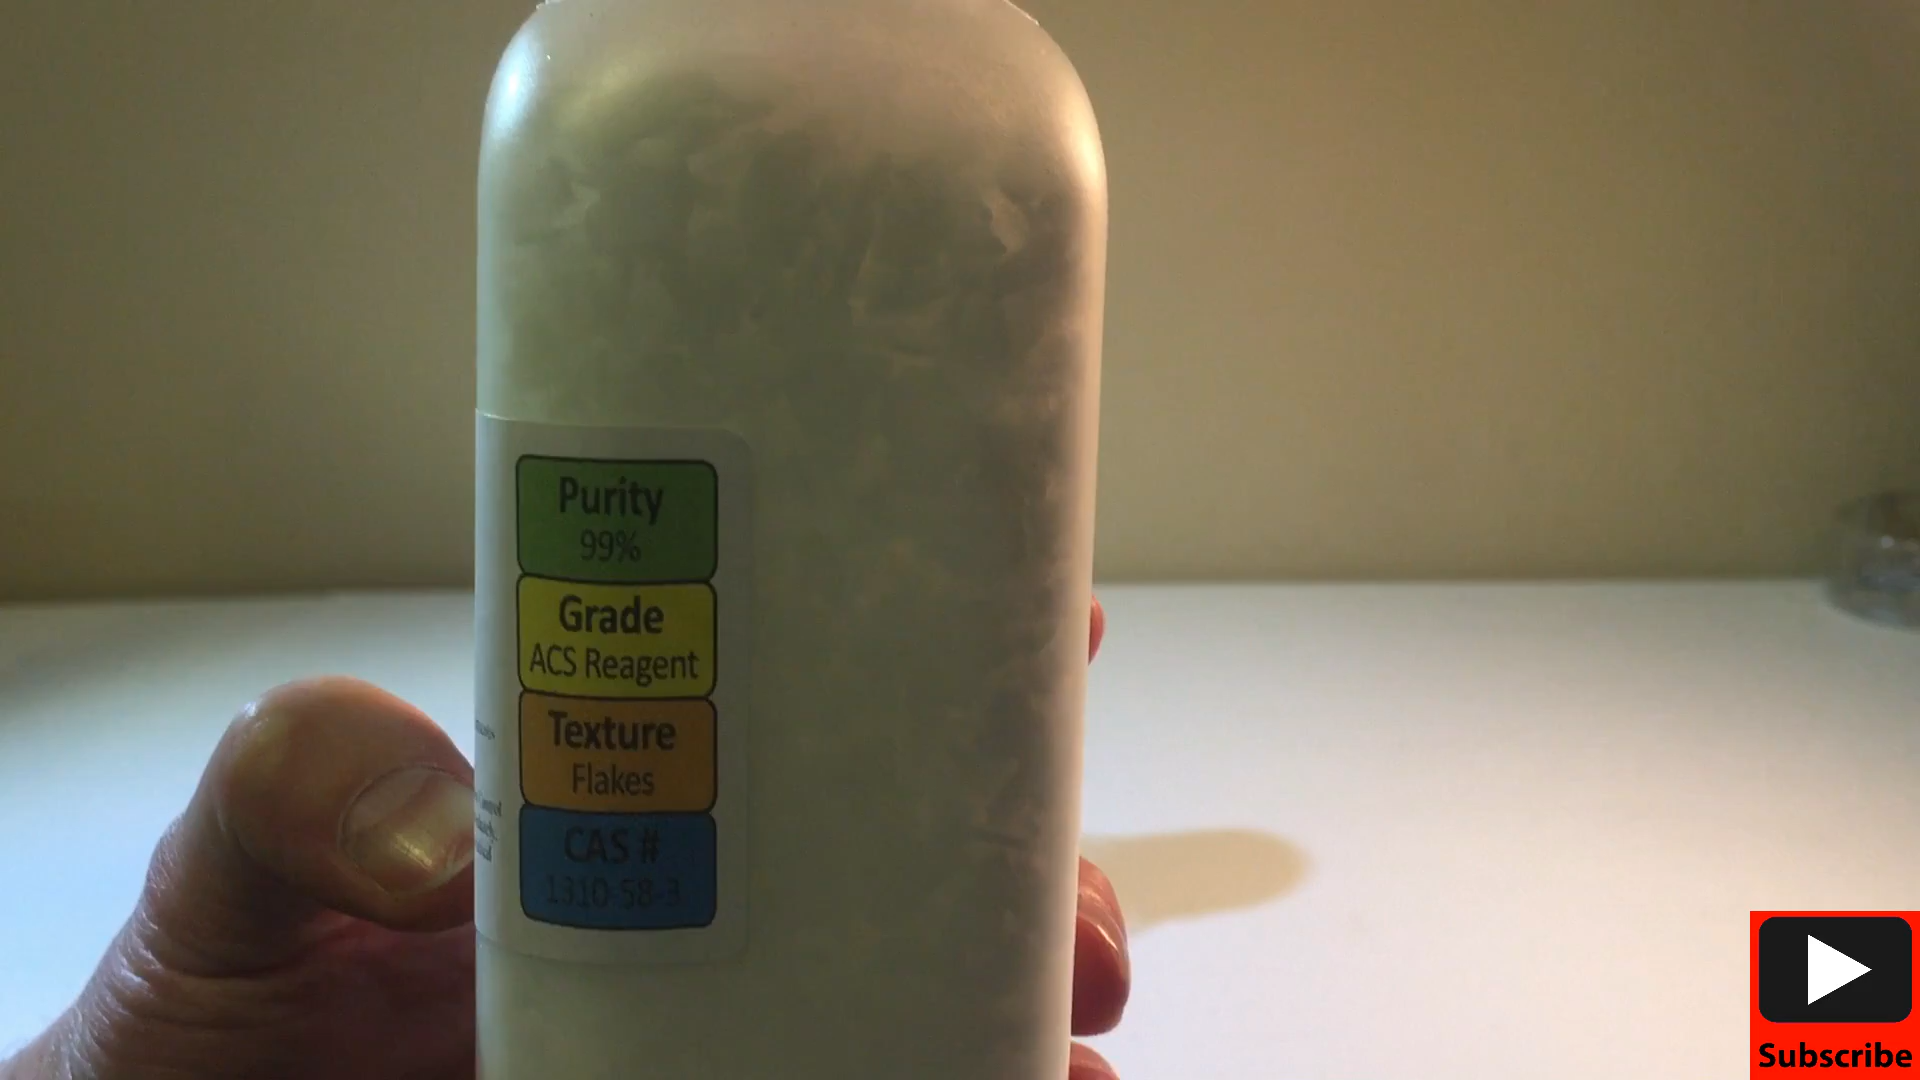 Purity
99%
Grade
ACS Reagent
Texture
Flakes
CAS #
1310-58-3
Subscribe